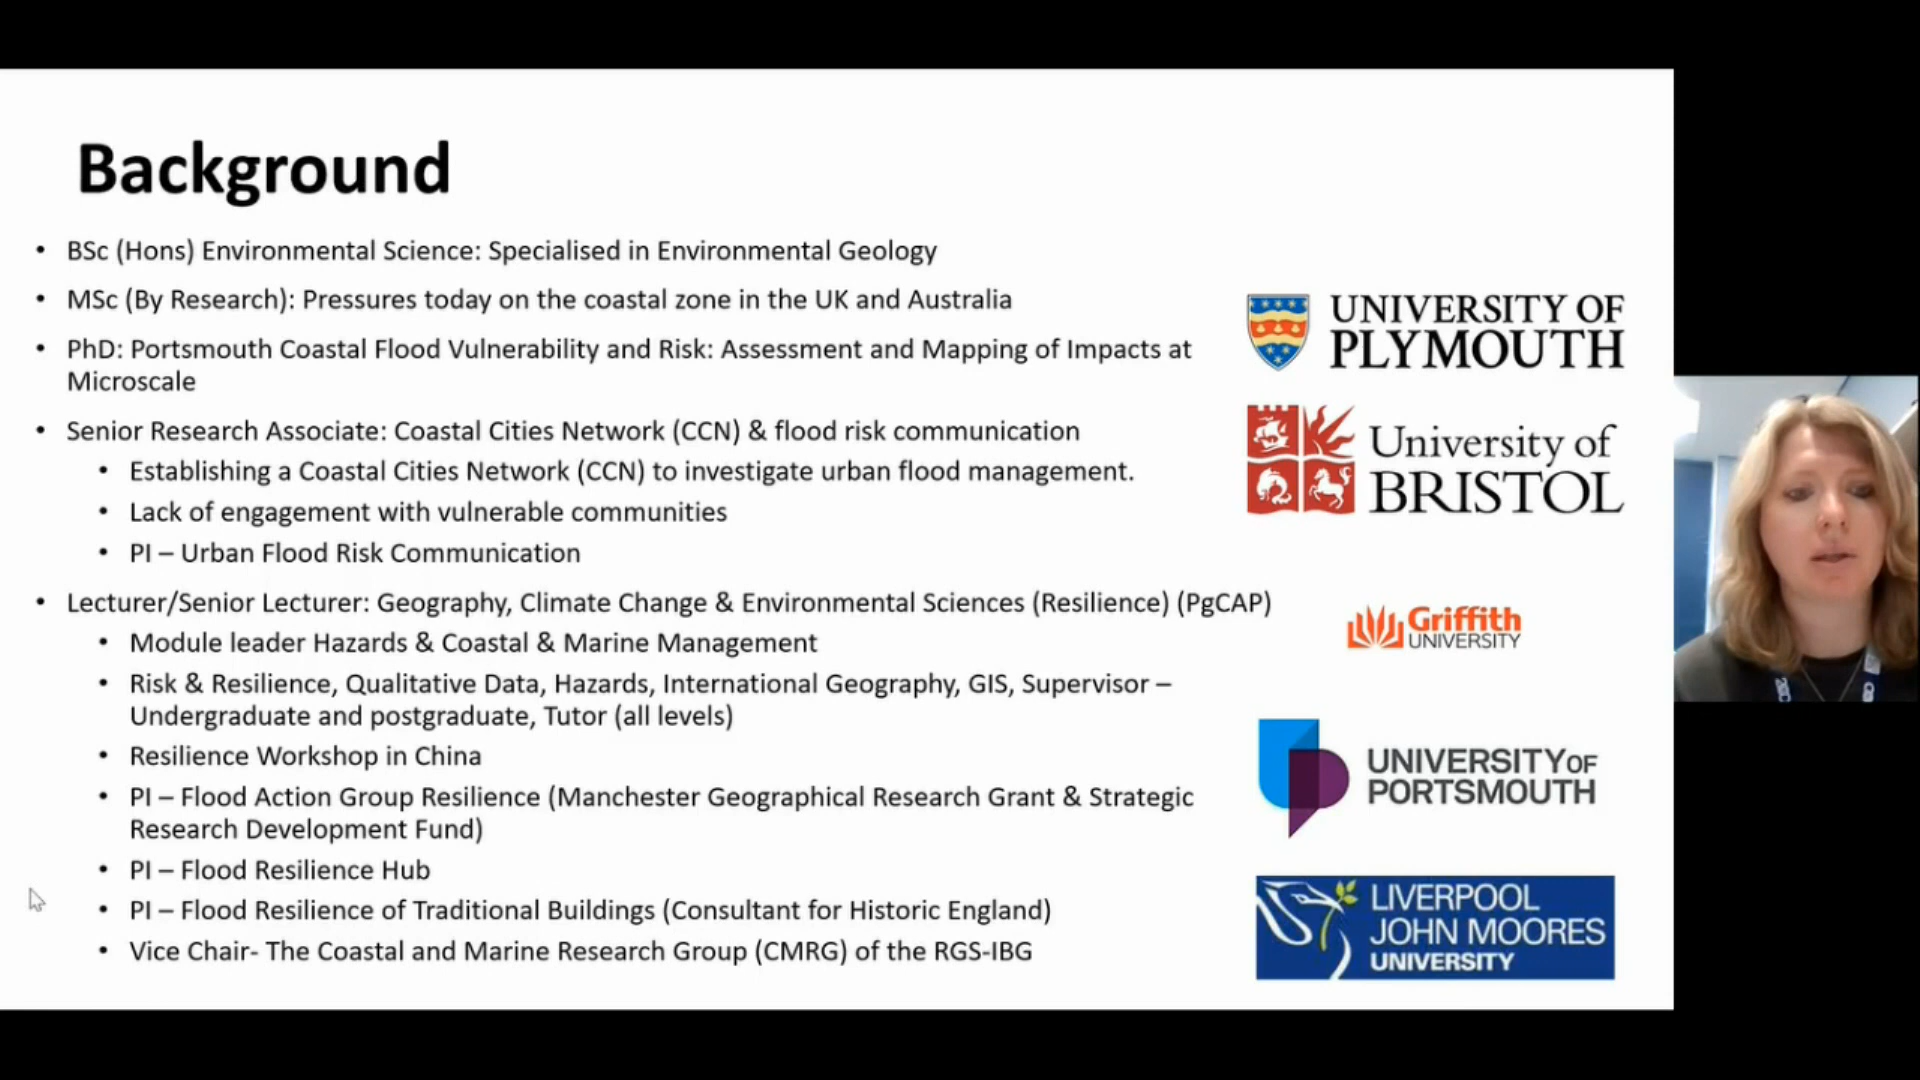 Background
• BSc (Hons) Environmental Science: Specialised in Environmental Geology
• MSc (By Research): Pressures today on the coastal zone in the UK and Australia
• PhD: Portsmouth Coastal Flood Vulnerability and Risk: Assessment and Mapping of Impacts at
Microscale
• Senior Research Associate: Coastal Cities Network (CCN) & flood risk communication
• Establishing a Coastal Cities Network (CCN) to investigate urban flood management.
• Lack of engagement with vulnerable communities
• PI – Urban Flood Risk Communication
• Lecturer/Senior Lecturer: Geography, Climate Change & Environmental Sciences (Resilience) (PgCAP)
• Module leader Hazards & Coastal & Marine Management
• Risk & Resilience, Qualitative Data, Hazards, International Geography, GIS, Supervisor –
Undergraduate and postgraduate, Tutor (all levels)
• Resilience Workshop in China
• PI – Flood Action Group Resilience (Manchester Geographical Research Grant & Strategic
Research Development Fund)
• PI – Flood Resilience Hub
• PI – Flood Resilience of Traditional Buildings (Consultant for Historic England)
• Vice Chair- The Coastal and Marine Research Group (CMRG) of the RGS-IBG
UNIVERSITY OF
PLYMOUTH
University of
BRISTOL
Griffith
UNIVERSITY
UNIVERSITY OF
PORTSMOUTH
LIVERPOOL
JOHN MOORES
UNIVERSITY